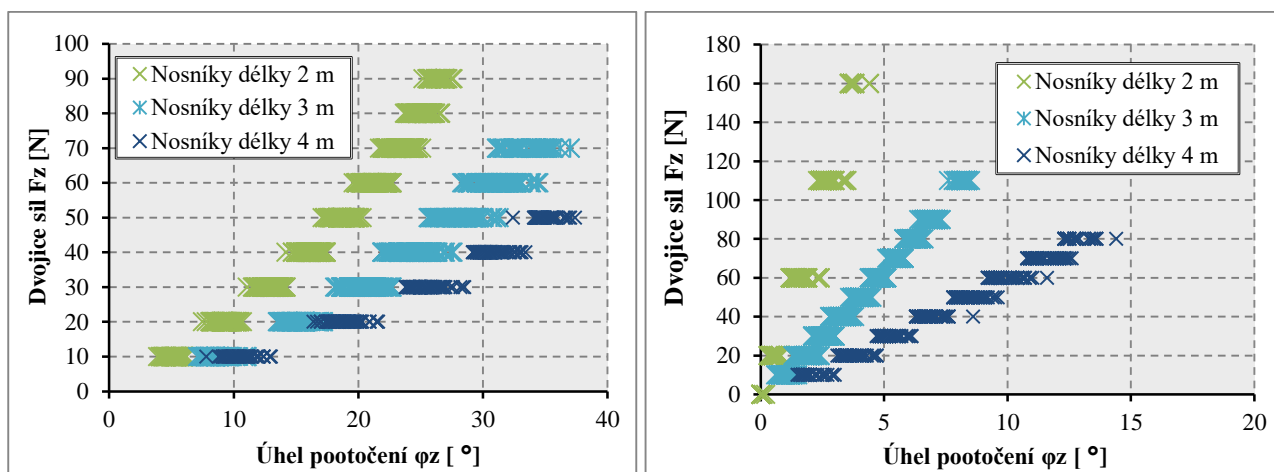 100
90
80
70
60
50
40
30
20
10
0
0 10 20 30 40
Dvojice sil Fz [N]
Úhel pootočení φz [ °]
Nosníky délky 2 m
Nosníky délky 3 m
Nosníky délky 4 m
180
160
140
120
100
80
60
40
20
0
0 5 10 15 20
Dvojice sil Fz [N]
Úhel pootočení φz [ °]
Nosníky délky 2 m
Nosníky délky 3 m
Nosníky délky 4 m